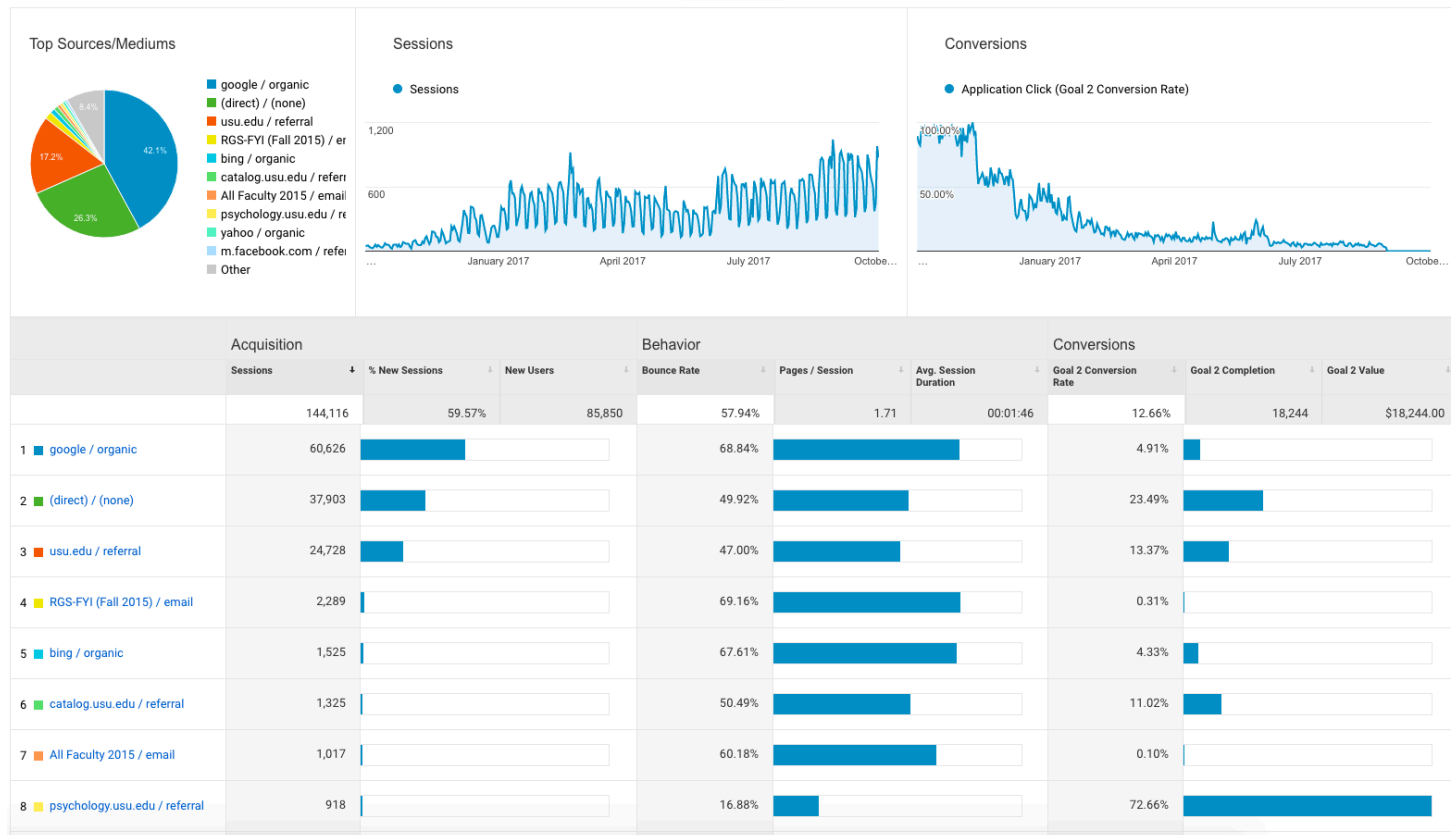 Top Sources/Mediums
42.1%
26.3%
17.2%
8.4%
google / organic
(direct) / (none)
usu.edu / referral
RGS-FYI (Fall 2015) / er
bing / organic
catalog.usu.edu / referr
All Faculty 2015 / email
psychology.usu.edu / re
yahoo / organic
m.facebook.com / refer
Other
Sessions
Sessions
1,200
600
...
January 2017
April 2017
July 2017
Octobe...
Conversions
Application Click (Goal 2 Conversion Rate)
100.00%
50.00%
...
January 2017
April 2017
July 2017
Octobe...
Acquisition Behavior Conversions
Sessions % New Sessions New Users Bounce Rate Pages / Session Avg. Session Duration Goal 2 Conversion Rate Goal 2 Completion Goal 2 Value
144,116 59.57% 85,850 57.94% 1.71 00:01:46 12.66% 18,244 $18,244.00
1 google / organic 60,626 68.84% 4.91%
2 (direct) / (none) 37,903 49.92% 23.49%
3 usu.edu / referral 24,728 47.00% 13.37%
4 RGS-FYI (Fall 2015) / email 2,289 69.16% 0.31%
5 bing / organic 1,525 67.61% 4.33%
6 catalog.usu.edu / referral 1,325 50.49% 11.02%
7 All Faculty 2015 / email 1,017 60.18% 0.10%
8 psychology.usu.edu / referral 918 16.88% 72.66%